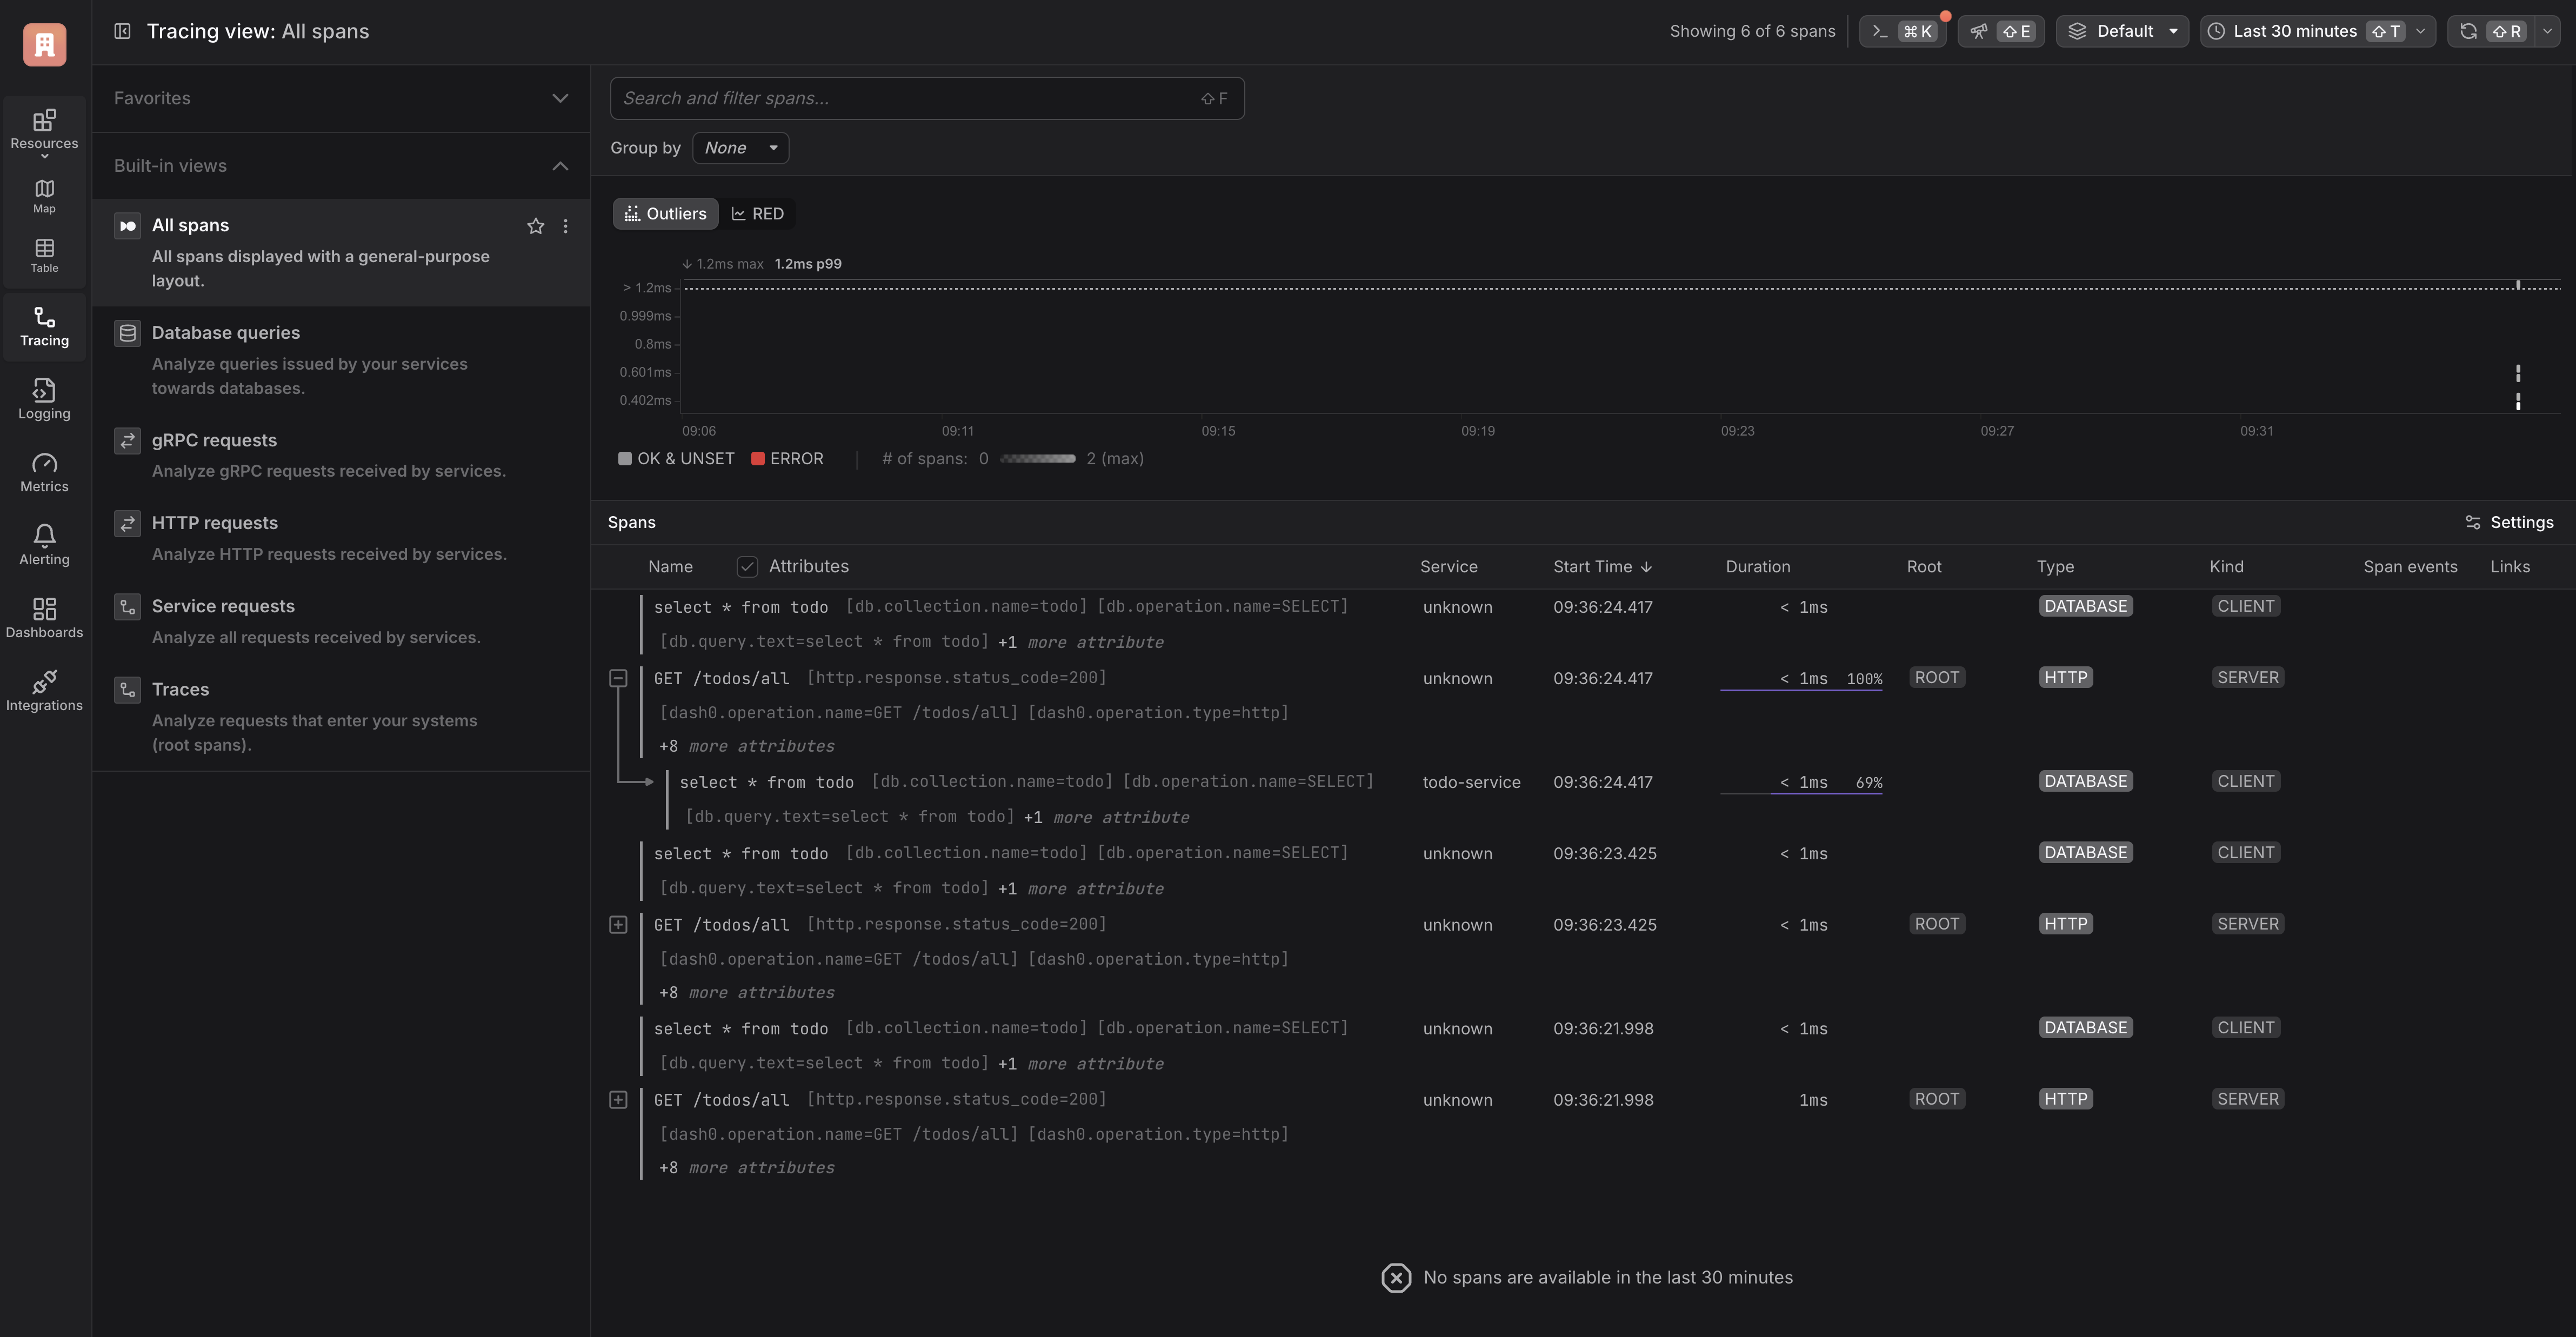 Tracing view: All spans
Showing 6 of 6 spans
⌘ K
⇧ E
Default
Last 30 minutes ⇧ T
⇧ R
Resources
Map
Table
Tracing
Logging
Metrics
Alerting
Dashboards
Integrations
Favorites
Built-in views
All spans
All spans displayed with a general-purpose
layout.
Database queries
Analyze queries issued by your services
towards databases.
gRPC requests
Analyze gRPC requests received by services.
HTTP requests
Analyze HTTP requests received by services.
Service requests
Analyze all requests received by services.
Traces
Analyze requests that enter your systems
(root spans).
Search and filter spans... ⇧ F
Group by None
Outliers RED
↓ 1.2ms max 1.2ms p99
> 1.2ms
0.999ms
0.8ms
0.601ms
0.402ms
09:06 09:11 09:15 09:19 09:23 09:27 09:31
OK & UNSET ERROR # of spans: 0 2 (max)
Spans Settings
Name Attributes Service Start Time ↓ Duration Root Type Kind Span events Links
select * from todo [db.collection.name=todo] [db.operation.name=SELECT] unknown 09:36:24.417 < 1ms DATABASE CLIENT
[db.query.text=select * from todo] +1 more attribute
GET /todos/all [http.response.status_code=200] unknown 09:36:24.417 < 1ms 100% ROOT HTTP SERVER
[dash0.operation.name=GET /todos/all] [dash0.operation.type=http]
+8 more attributes
select * from todo [db.collection.name=todo] [db.operation.name=SELECT] todo-service 09:36:24.417 < 1ms 69% DATABASE CLIENT
[db.query.text=select * from todo] +1 more attribute
select * from todo [db.collection.name=todo] [db.operation.name=SELECT] unknown 09:36:23.425 < 1ms DATABASE CLIENT
[db.query.text=select * from todo] +1 more attribute
GET /todos/all [http.response.status_code=200] unknown 09:36:23.425 < 1ms ROOT HTTP SERVER
[dash0.operation.name=GET /todos/all] [dash0.operation.type=http]
+8 more attributes
select * from todo [db.collection.name=todo] [db.operation.name=SELECT] unknown 09:36:21.998 < 1ms DATABASE CLIENT
[db.query.text=select * from todo] +1 more attribute
GET /todos/all [http.response.status_code=200] unknown 09:36:21.998 1ms ROOT HTTP SERVER
[dash0.operation.name=GET /todos/all] [dash0.operation.type=http]
+8 more attributes
No spans are available in the last 30 minutes